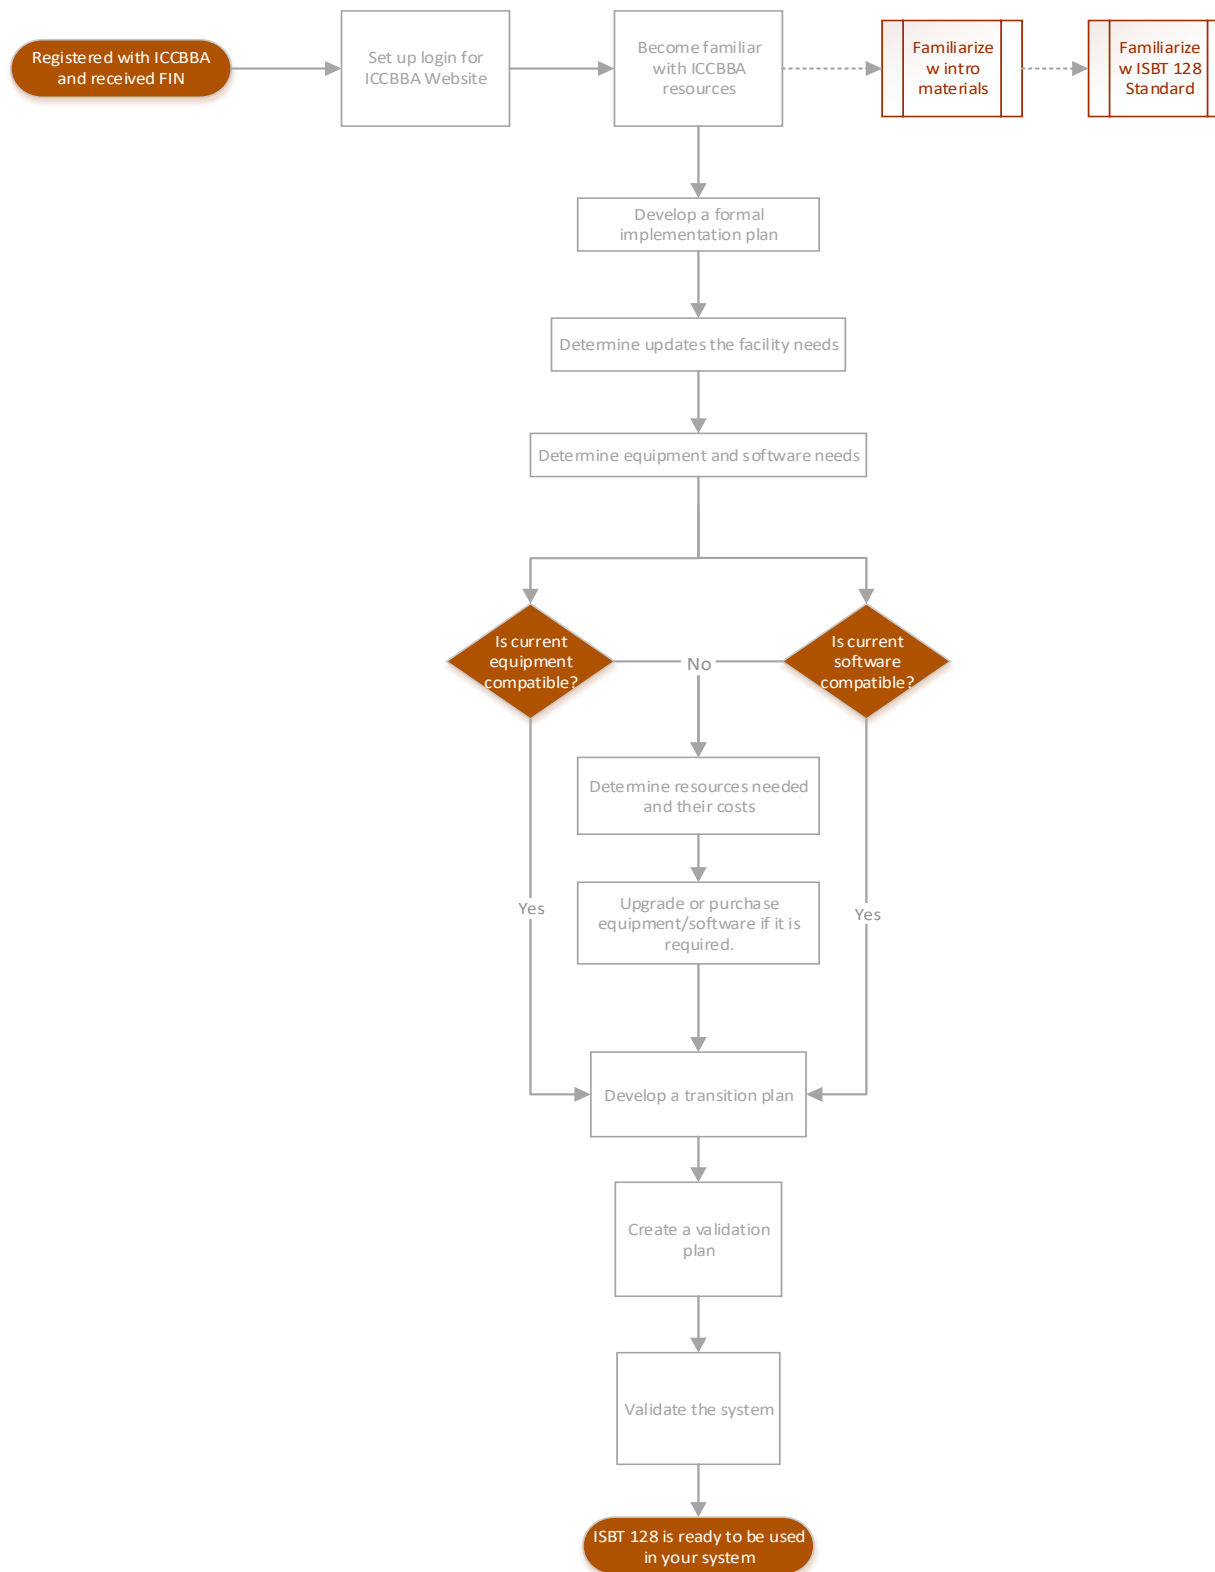 Registered with ICCBBA
and received FIN
Set up login for
ICCBBA Website
Become familiar
with ICCBBA
resources
Familiarize
w intro
materials
Familiarize
w ISBT 128
Standard
Develop a formal
implementation plan
Determine updates the facility needs
Determine equipment and software needs
Is current
equipment
compatible?
No
Is current
software
compatible?
Determine resources needed
and their costs
Yes
Upgrade or purchase
equipment/software if it is
required.
Yes
Develop a transition plan
Create a validation
plan
Validate the system
ISBT 128 is ready to be used
in your system